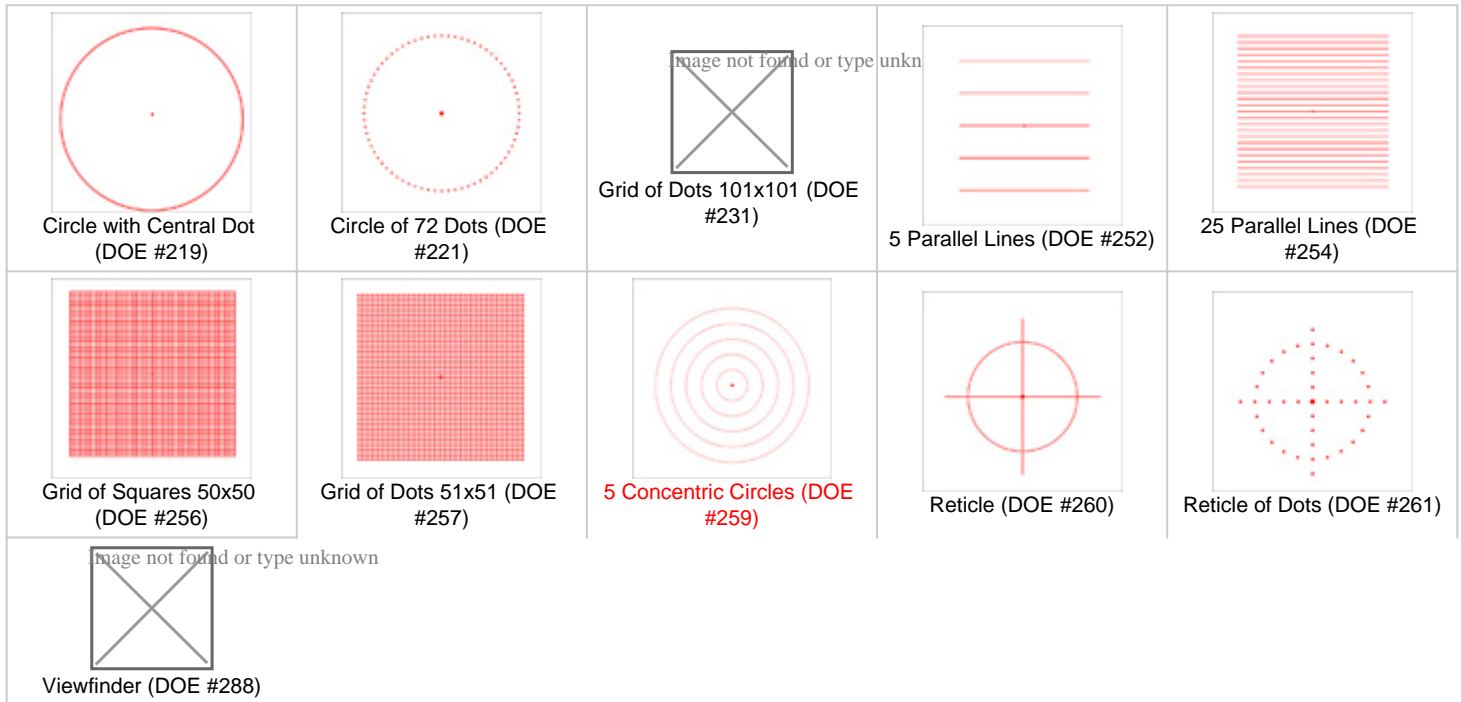 Circle with Central Dot
(DOE #219)
Circle of 72 Dots (DOE
#221)
Image not found or type unkn
Grid of Dots 101x101 (DOE
#231)
5 Parallel Lines (DOE #252)
25 Parallel Lines (DOE
#254)
Grid of Squares 50x50
(DOE #256)
Grid of Dots 51x51 (DOE
#257)
5 Concentric Circles (DOE
#259)
Reticle (DOE #260)
Reticle of Dots (DOE #261)
Image not found or type unknown
Viewfinder (DOE #288)